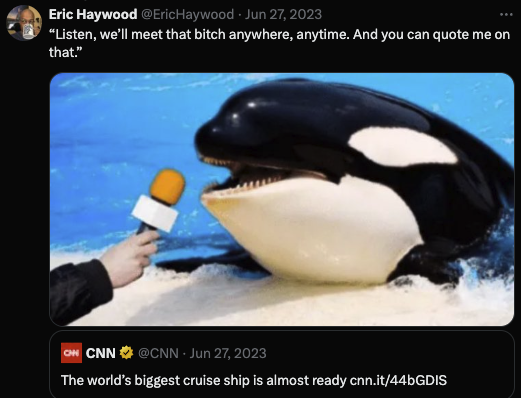 Eric Haywood @EricHaywood · Jun 27, 2023 ···
“Listen, we’ll meet that bitch anywhere, anytime. And you can quote me on
that.”
CNN CNN @CNN · Jun 27, 2023
The world’s biggest cruise ship is almost ready cnn.it/44bGDIS